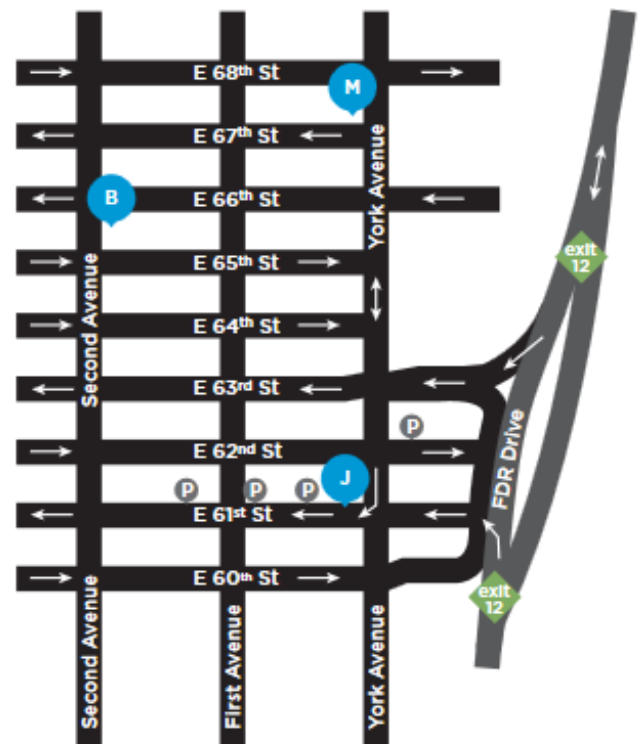 E 68th St
M
E 67th St
York Avenue
B
E 66th St
Second Avenue
E 65th St
exit
12
E 64th St
E 63rd St
P
E 62nd St
FDR Drive
J
P
P
P
E 61st St
E 60th St
exit
12
Second Avenue
First Avenue
York Avenue